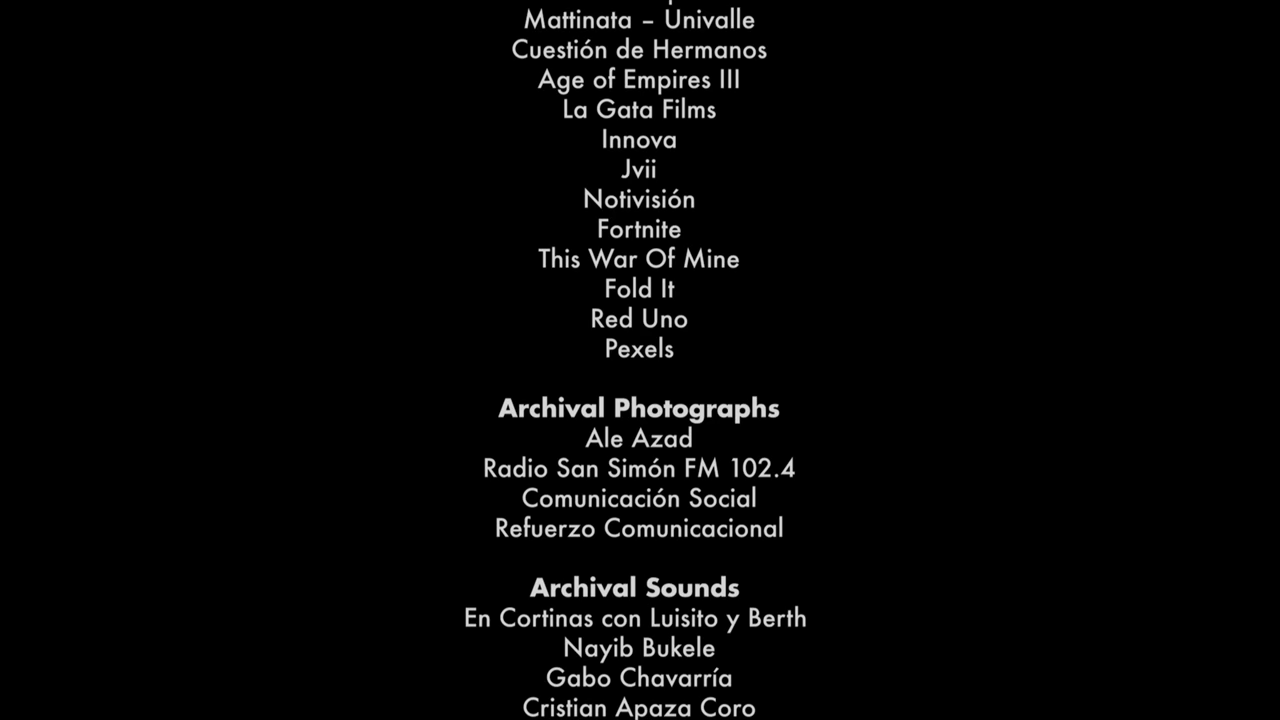 Mattinata – Univalle
Cuestión de Hermanos
Age of Empires III
La Gata Films
Innova
Jvii
Notivisión
Fortnite
This War Of Mine
Fold It
Red Uno
Pexels
Archival Photographs
Ale Azad
Radio San Simón FM 102.4
Comunicación Social
Refuerzo Comunicacional
Archival Sounds
En Cortinas con Luisito y Berth
Nayib Bukele
Gabo Chavarría
Cristian Apaza Coro